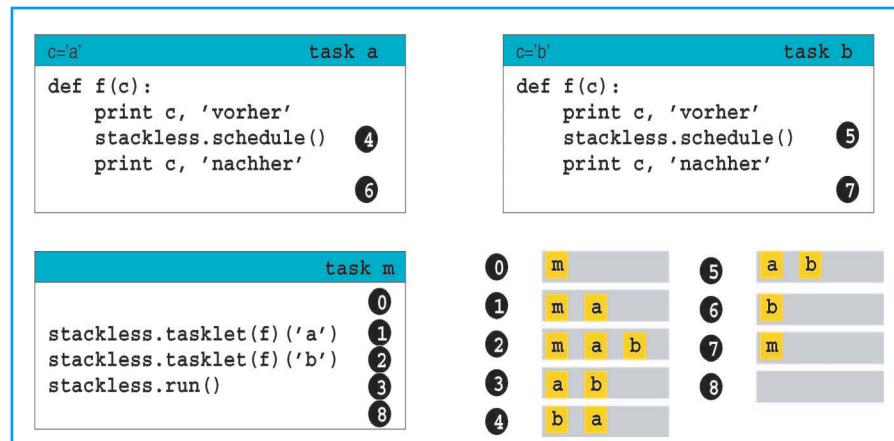 c='a' task a
def f(c):
print c, 'vorher'
stackless.schedule() 4
print c, 'nachher'
6
c='b' task b
def f(c):
print c, 'vorher'
stackless.schedule() 5
print c, 'nachher'
7
task m
0
stackless.tasklet(f)('a') 1
stackless.tasklet(f)('b') 2
stackless.run() 3
8
0 m
1 m a
2 m a b
3 a b
4 b a
5 a b
6 b
7 m
8